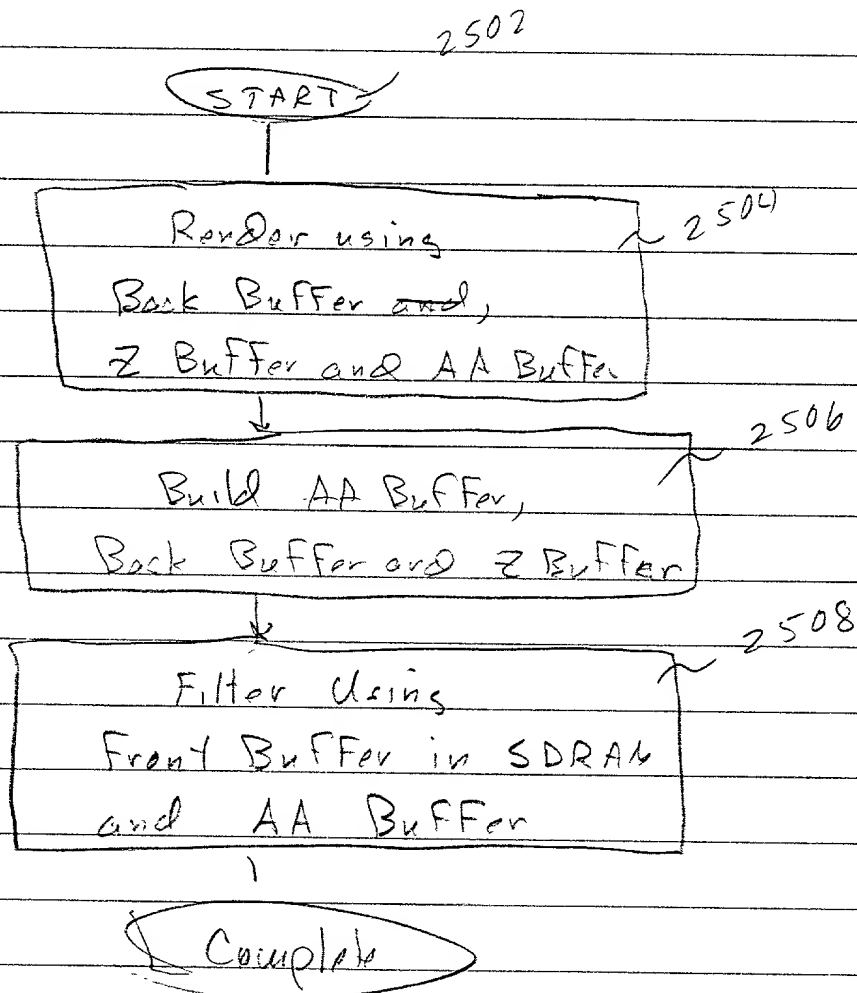 2502
START
2504
Render using
Back Buffer and,
Z Buffer and AA Buffer
2506
Build AA Buffer,
Back Buffer and Z Buffer
2508
Filter Using
Front Buffer in SDRAM
and AA Buffer
Complete